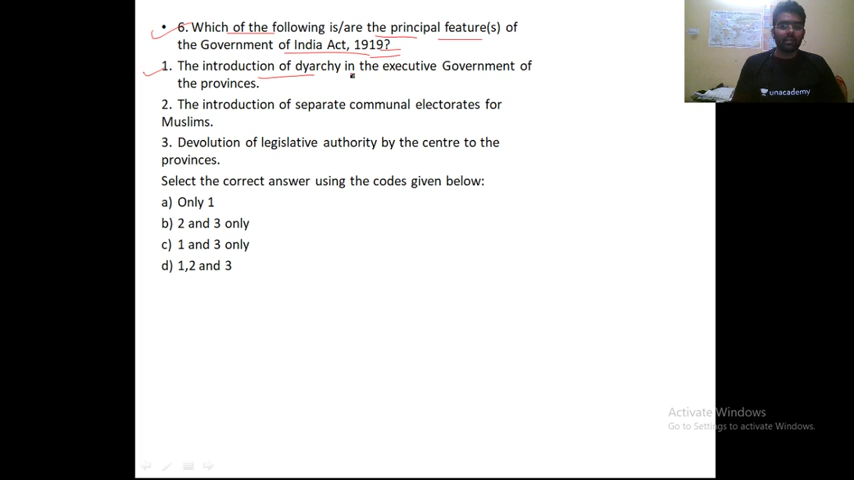 • 6. Which of the following is/are the principal feature(s) of
the Government of India Act, 1919?
1. The introduction of dyarchy in the executive Government of
the provinces.
2. The introduction of separate communal electorates for
Muslims.
3. Devolution of legislative authority by the centre to the
provinces.
Select the correct answer using the codes given below:
a) Only 1
b) 2 and 3 only
c) 1 and 3 only
d) 1,2 and 3
unacademy
Activate Windows
Go to Settings to activate Windows.